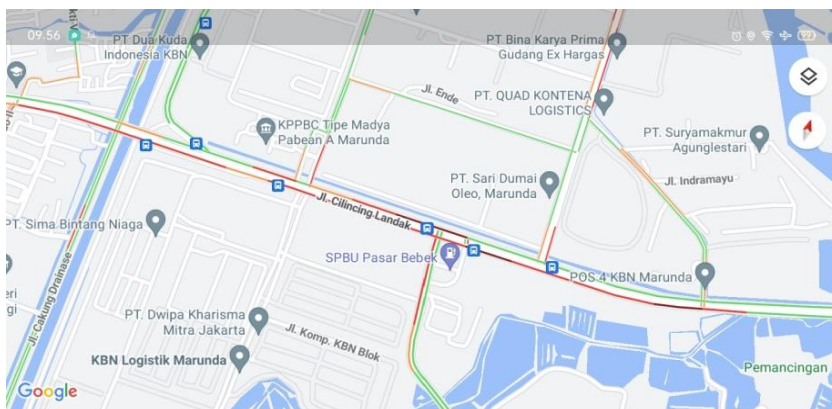 09.56
99
PT Dua Kuda
Indonesia KBN
PT Bina Karya Prima
Gudang Ex Hargas
Jl. Ende
PT. QUAD KONTENA
LOGISTICS
KPPBC Tipe Madya
Pabean A Marunda
PT. Suryamakmur
Agunglestari
PT. Sari Dumai
Oleo, Marunda
Jl. Indramayu
Jl. Cilincing Landak
PT. Sima Bintang Niaga
SPBU Pasar Bebek
POS 4 KBN Marunda
Jl. Cakung Drainase
PT. Dwipa Kharisma
Mitra Jakarta
Jl. Komp. KBN Blok
KBN Logistik Marunda
Pemancingan
Google